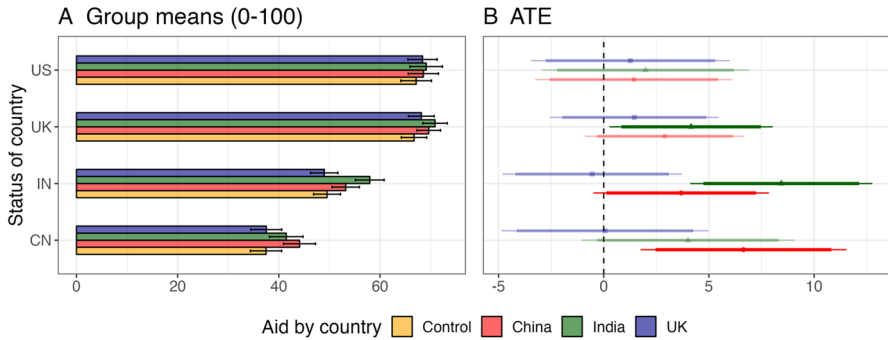 A Group means (0-100)
B ATE
Status of country
US
UK
IN
CN
0 20 40 60
-5 0 5 10
Aid by country Control China India UK